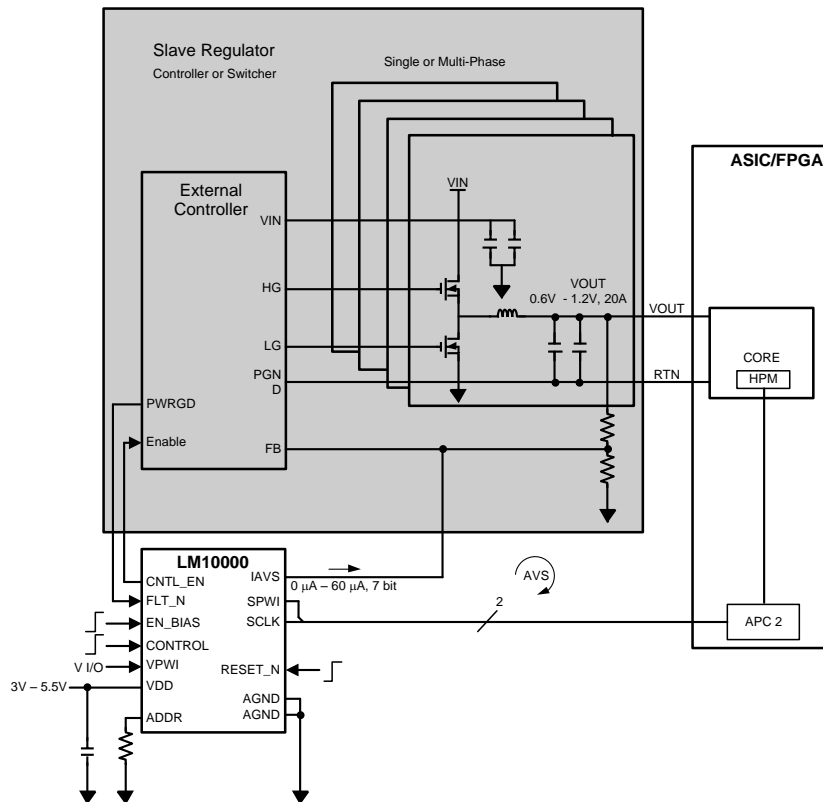 Slave Regulator
Controller or Switcher
Single or Multi-Phase
ASIC/FPGA
External
Controller
VIN
VIN
HG
VOUT
0.6V - 1.2V, 20A
VOUT
LG
CORE
HPM
PGN
D
RTN
PWRGD
Enable
FB
LM10000
CNTL_EN
IAVS
0 µA – 60 µA, 7 bit
AVS
FLT_N
SPWI
2
EN_BIAS
SCLK
APC 2
CONTROL
V I/O
VPWI
RESET_N
3V – 5.5V
VDD
AGND
ADDR
AGND